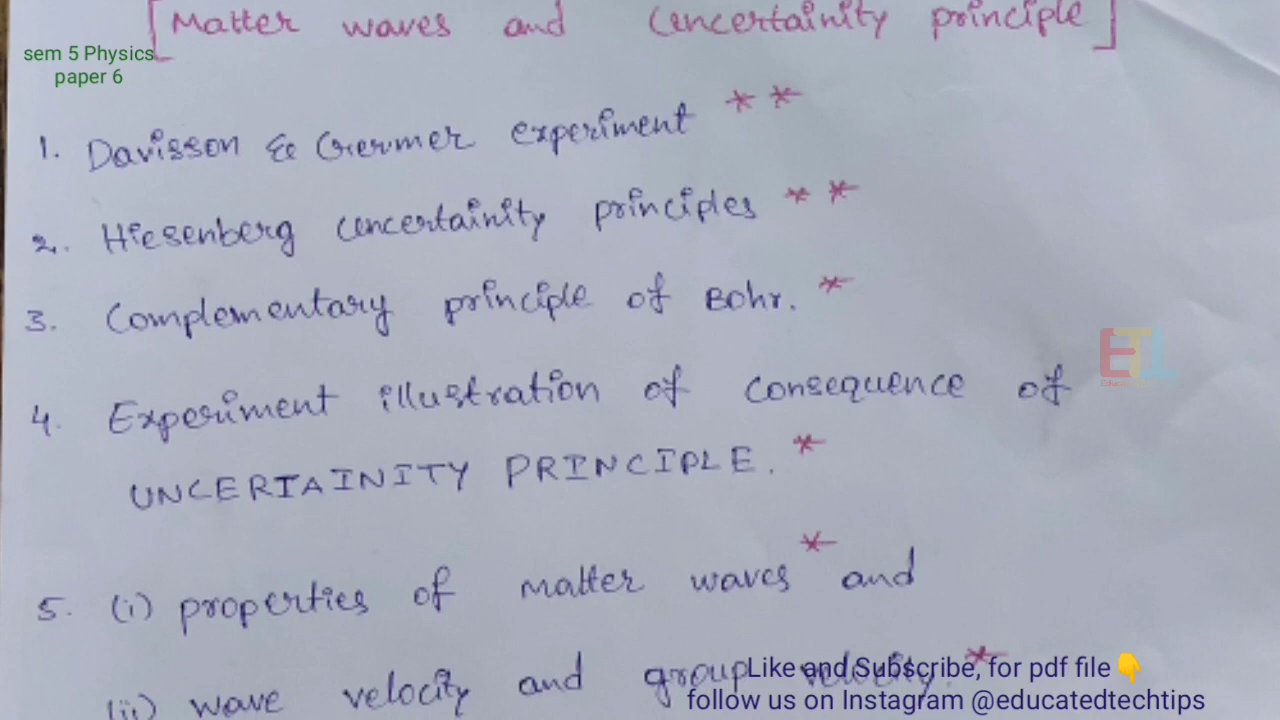 [Matter waves and Uncertainity principle]
sem 5 Physics
paper 6
1. Davisson & Germer experiment **
2. Hiesenberg uncertainity principles **
3. Complementary principle of Bohr. *
4. Experiment illustration of consequence of
UNCERTAINITY PRINCIPLE. *
ETL
5. (i) properties of matter waves * and
(ii) wave velocity and group velocity. *
Like and Subscribe, for pdf file👇
follow us on Instagram @educatedtechtips